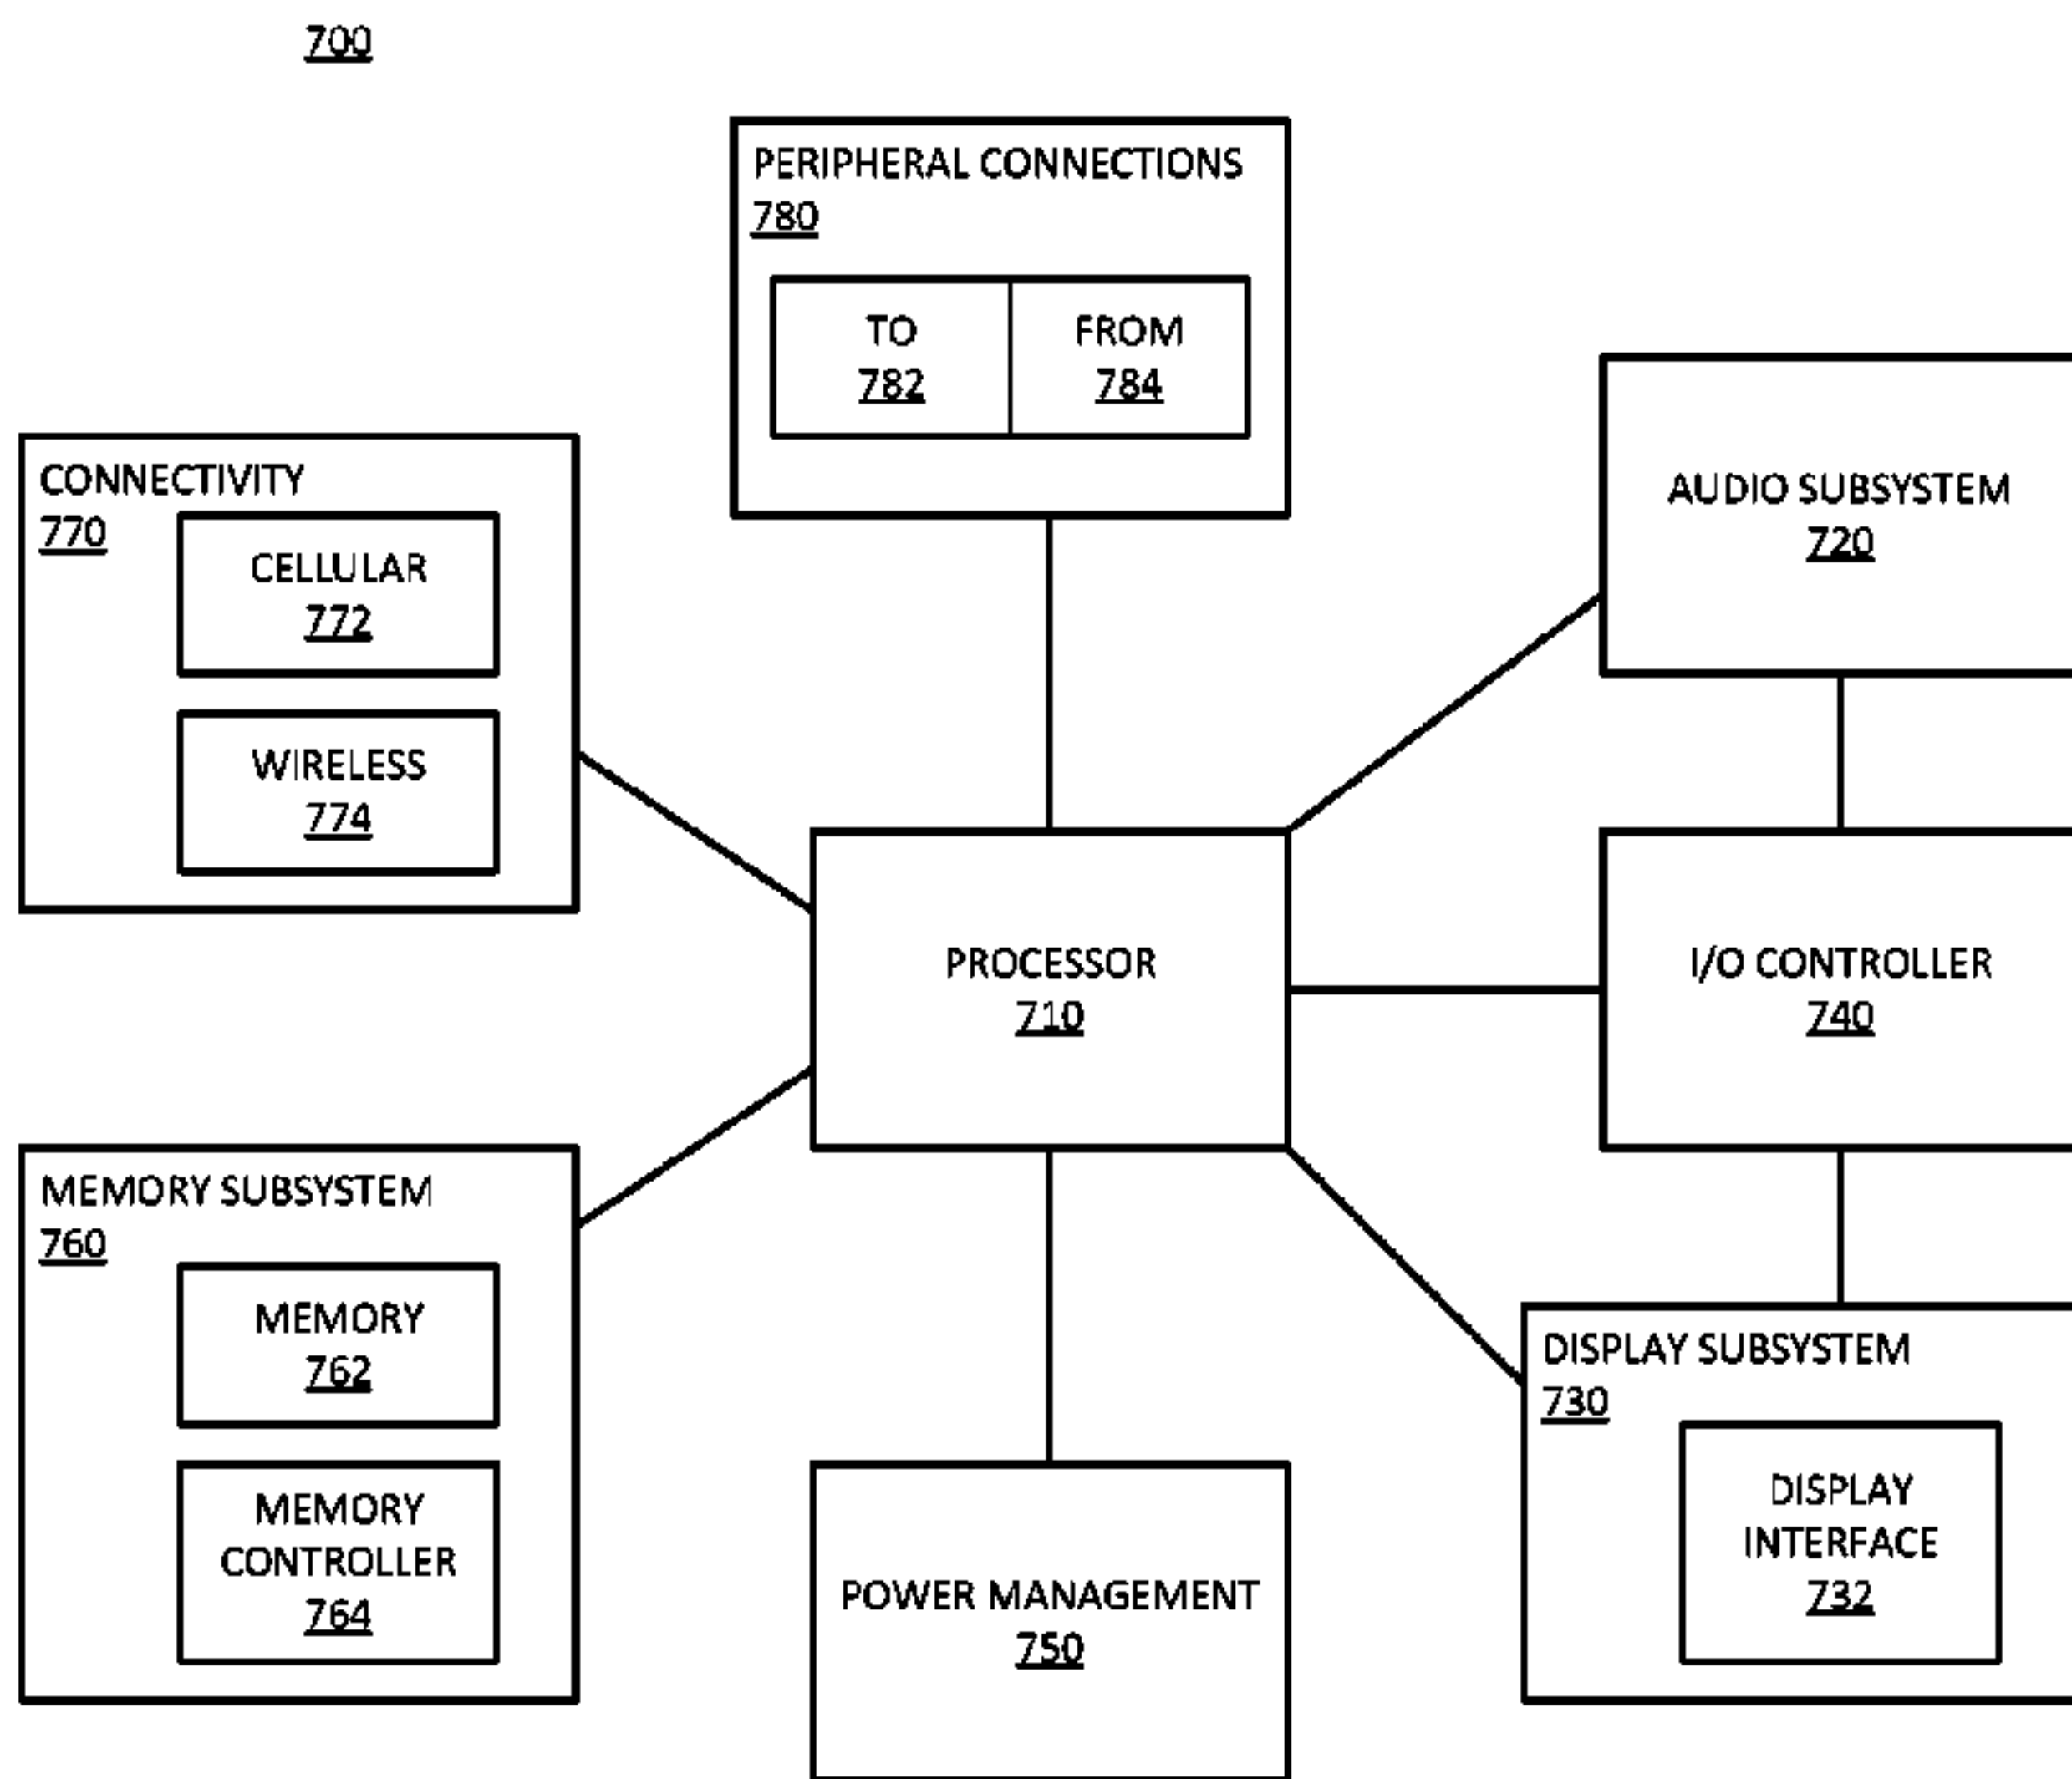 700
PERIPHERAL CONNECTIONS
780
TO
782
FROM
784
CONNECTIVITY
770
CELLULAR
772
WIRELESS
774
AUDIO SUBSYSTEM
720
PROCESSOR
710
I/O CONTROLLER
740
MEMORY SUBSYSTEM
760
MEMORY
762
MEMORY
CONTROLLER
764
POWER MANAGEMENT
750
DISPLAY SUBSYSTEM
730
DISPLAY
INTERFACE
732